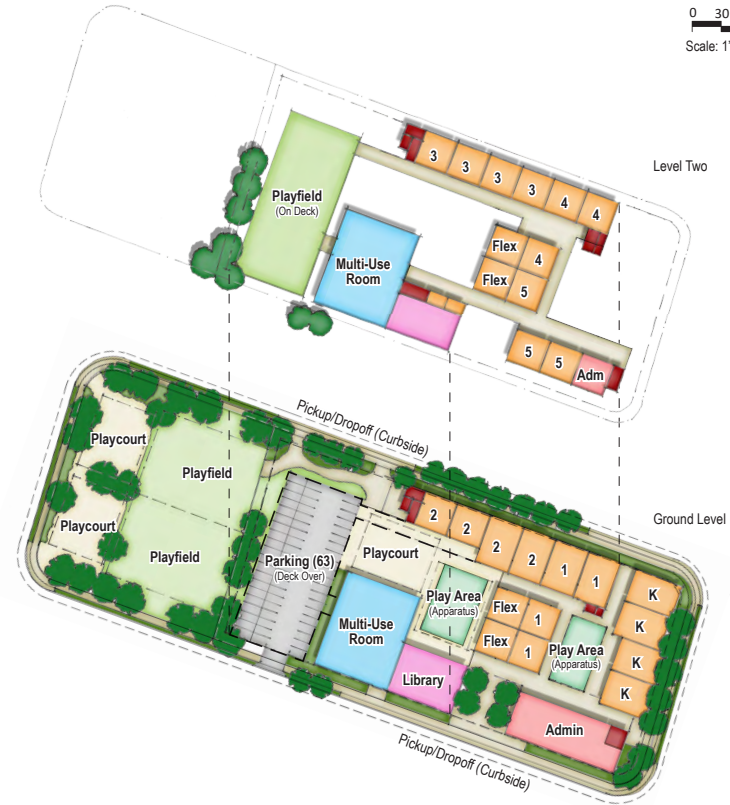 0 30
Scale: 1"
Level Two
3
3
3
3
4
4
Playfield
(On Deck)
Flex
4
Multi-Use
Room
Flex
5
5
5
Adm
Pickup/Dropoff (Curbside)
Playcourt
Playfield
Ground Level
2
2
2
2
1
1
Playcourt
Playfield
Parking (63)
(Deck Over)
Playcourt
Play Area
(Apparatus)
K
K
K
K
Flex
1
Multi-Use
Room
Flex
1
Play Area
(Apparatus)
Library
Admin
Pickup/Dropoff (Curbside)